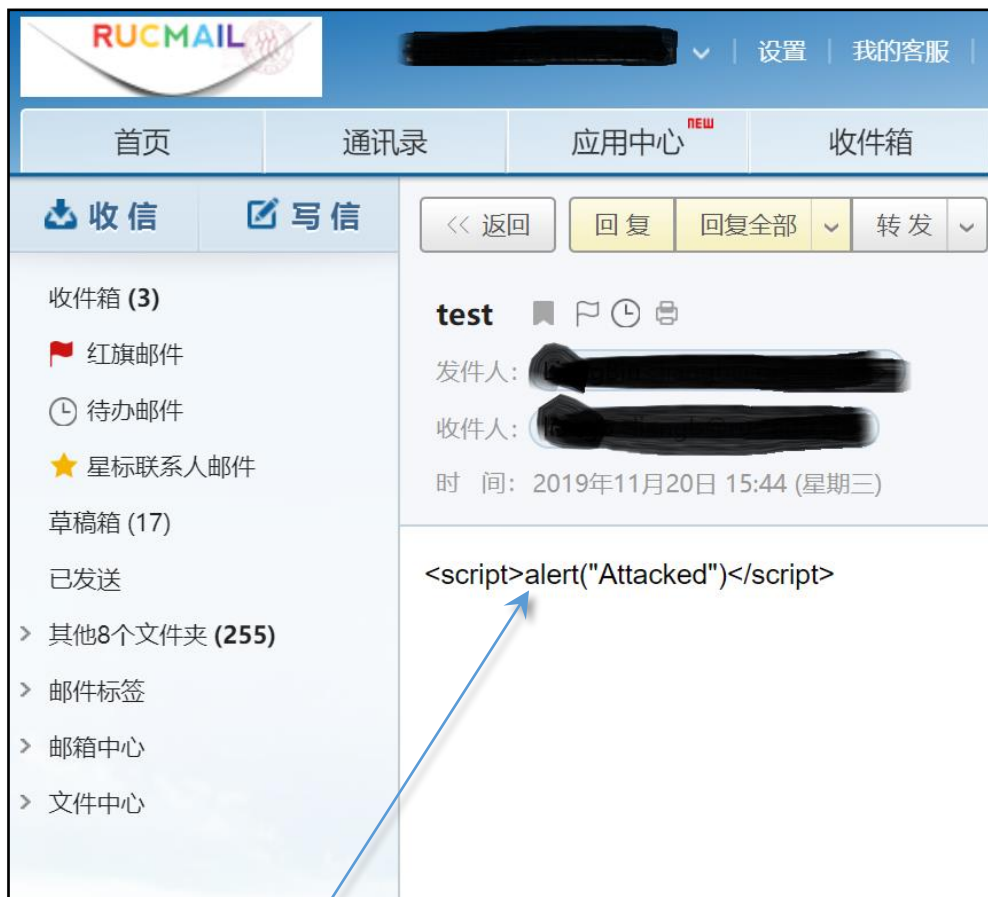 RUCMAIL
设置 | 我的客服 |
首页 通讯录 应用中心 NEW 收件箱
收信 写信
<< 返回 回复 回复全部 转发
收件箱 (3)
红旗邮件
待办邮件
星标联系人邮件
草稿箱 (17)
已发送
其他8个文件夹 (255)
邮件标签
邮箱中心
文件中心
test
发件人:
收件人:
时 间: 2019年11月20日 15:44 (星期三)
<script>alert("Attacked")</script>